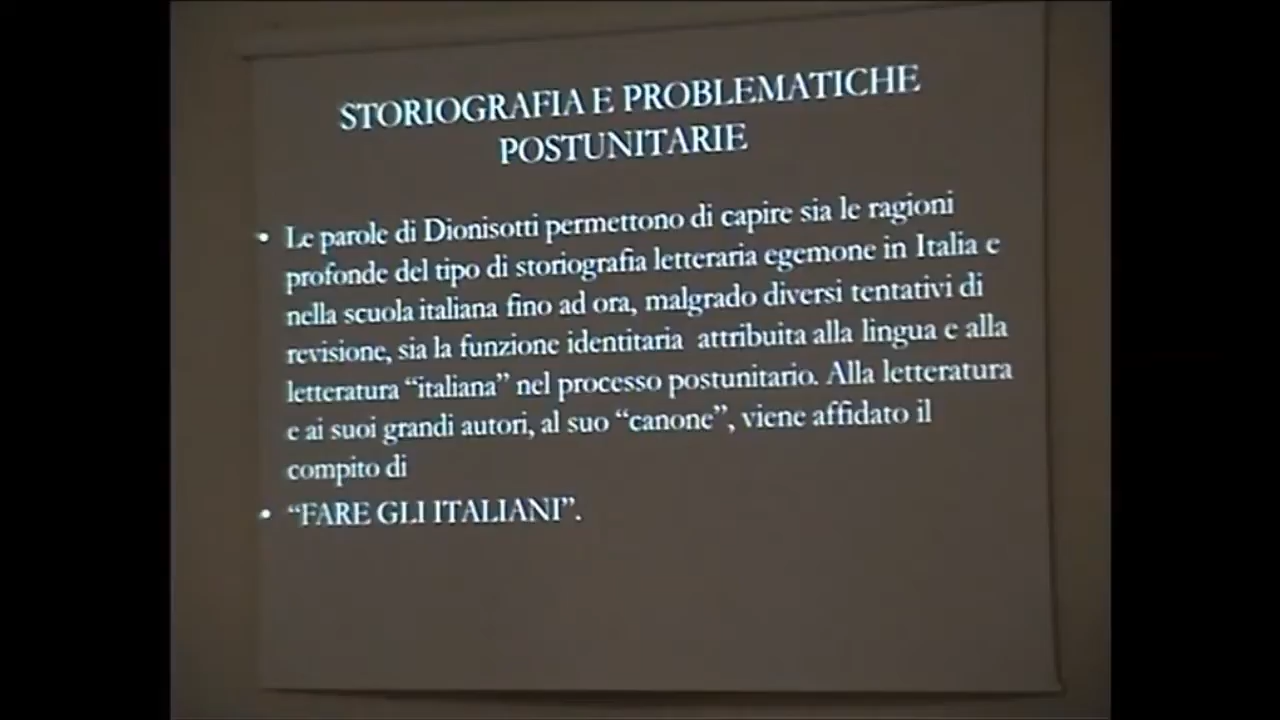 STORIOGRAFIA E PROBLEMATICHE
POSTUNITARIE
• Le parole di Dionisotti permettono di capire sia le ragioni
profonde del tipo di storiografia letteraria egemone in Italia e
nella scuola italiana fino ad ora, malgrado diversi tentativi di
revisione, sia la funzione identitaria attribuita alla lingua e alla
letteratura “italiana” nel processo postunitario. Alla letteratura
e ai suoi grandi autori, al suo “canone”, viene affidato il
compito di
• “FARE GLI ITALIANI”.